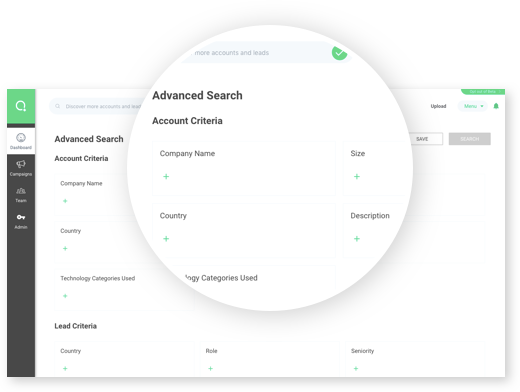 Discover more accounts and lead
Upload
Menu
Dashboard
Campaigns
Team
Admin
Advanced Search
SAVE
SEARCH
Account Criteria
Company Name
+
Country
+
Technology Categories Used
+
Lead Criteria
Country
+
Role
+
Seniority
+
more accounts and leads
Advanced Search
Account Criteria
Company Name
+
Size
+
Country
+
Description
+
Categories Used